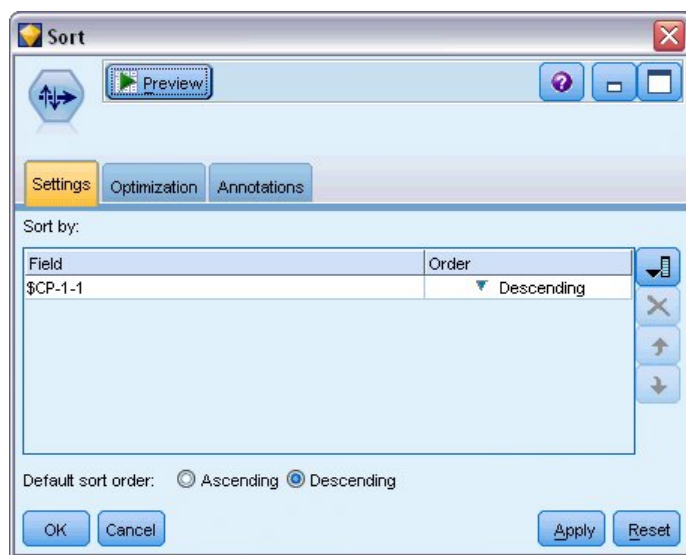 Sort
Preview
Settings Optimization Annotations
Sort by:
Field Order
$CP-1-1 Descending
Default sort order: Ascending Descending
OK Cancel Apply Reset